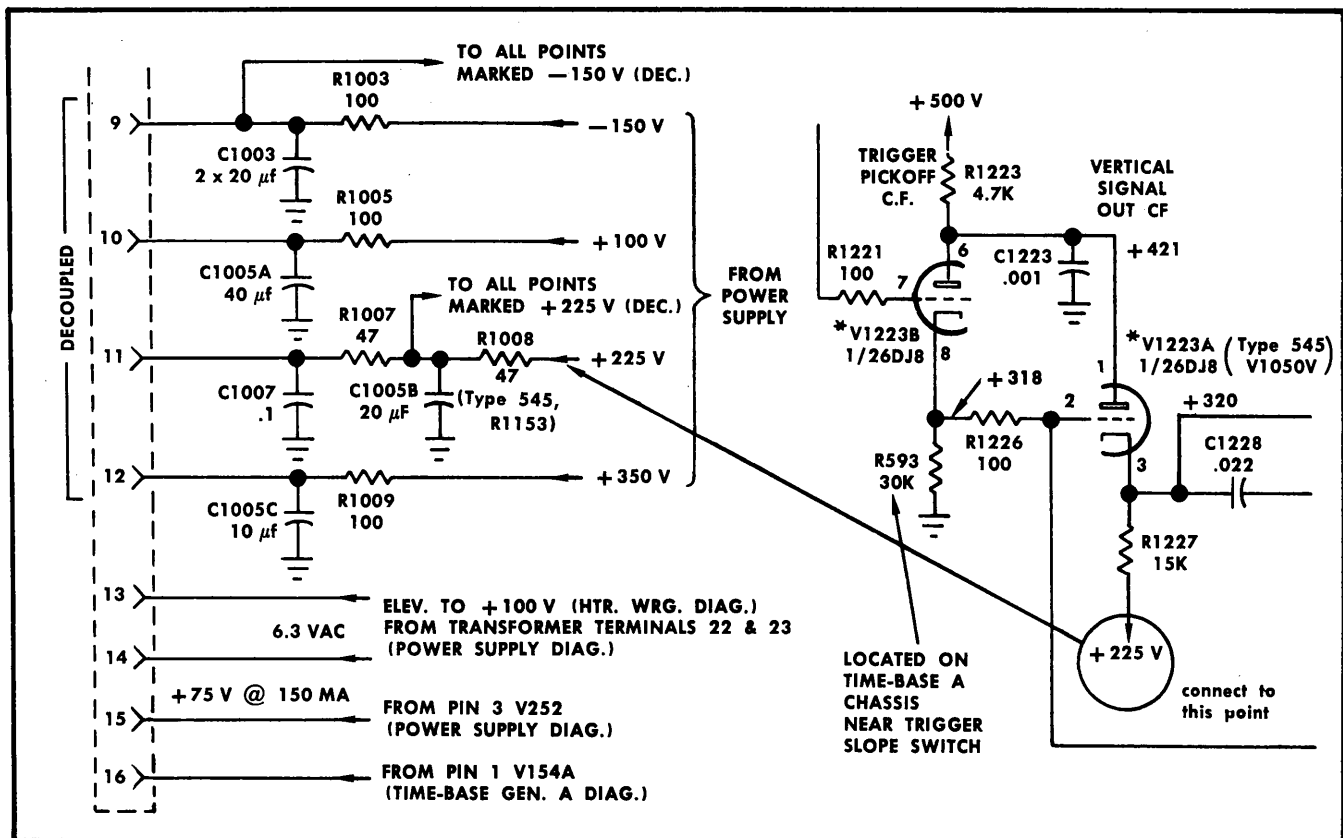 TO ALL POINTS
MARKED —150 V (DEC.)
R1003
100
9
—150 V
C1003
2 x 20 μf
R1005
100
10
+100 V
C1005A
40 μf
TO ALL POINTS
MARKED +225 V (DEC.)
R1007
47
R1008
47
11
+225 V
C1007
.1
C1005B
20 μF
(Type 545,
R1153)
12
+350 V
C1005C
10 μf
R1009
100
DECOUPLED
FROM
POWER
SUPPLY
13
ELEV. TO +100 V (HTR. WRG. DIAG.)
6.3 VAC
FROM TRANSFORMER TERMINALS 22 & 23
(POWER SUPPLY DIAG.)
14
+75 V @ 150 MA
15
FROM PIN 3 V252
(POWER SUPPLY DIAG.)
16
FROM PIN 1 V154A
(TIME-BASE GEN. A DIAG.)
+500 V
TRIGGER
PICKOFF
C.F.
R1223
4.7K
VERTICAL
SIGNAL
OUT CF
6
+421
R1221
100
7
C1223
.001
*V1223B
1/26DJ8
8
*V1223A (Type 545
1/26DJ8 V1050V)
1
+318
2
+320
R1226
100
C1228
.022
3
R593
30K
R1227
15K
LOCATED ON
TIME-BASE A
CHASSIS
NEAR TRIGGER
SLOPE SWITCH
+225 V
connect to
this point